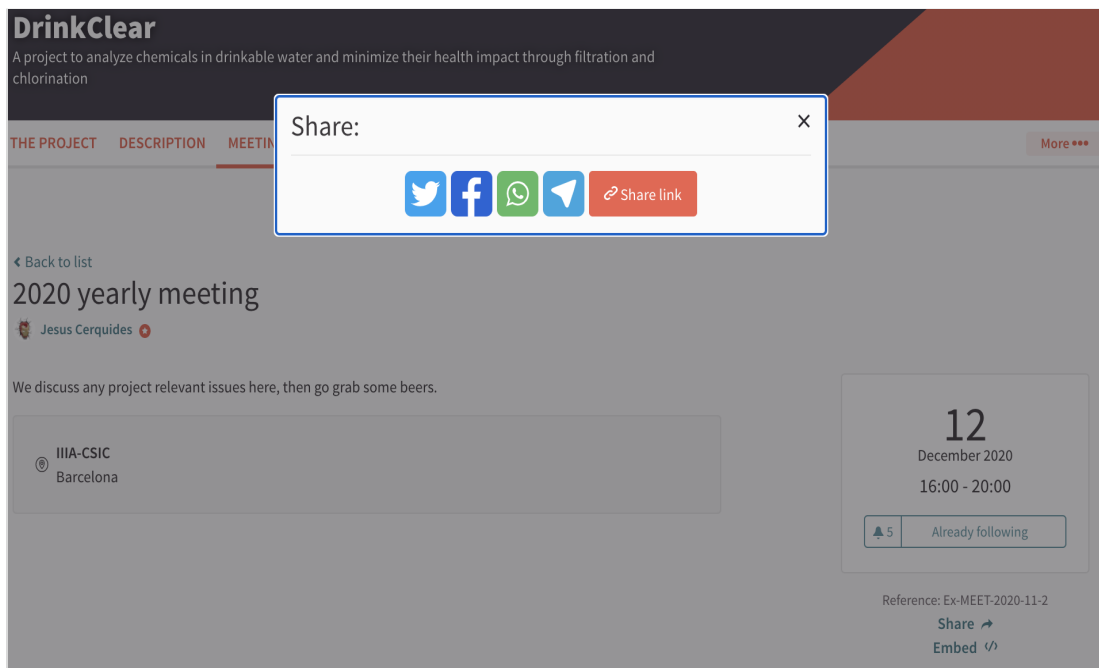 DrinkClear
A project to analyze chemicals in drinkable water and minimize their health impact through filtration and
chlorination
THE PROJECT
DESCRIPTION
More •••
Share:
Share link
Back to list
2020 yearly meeting
Jesus Cerquides
We discuss any project relevant issues here, then go grab some beers.
IIIA-CSIC
Barcelona
12
December 2020
16:00 - 20:00
5 Already following
Reference: Ex-MEET-2020-11-2
Share
Embed